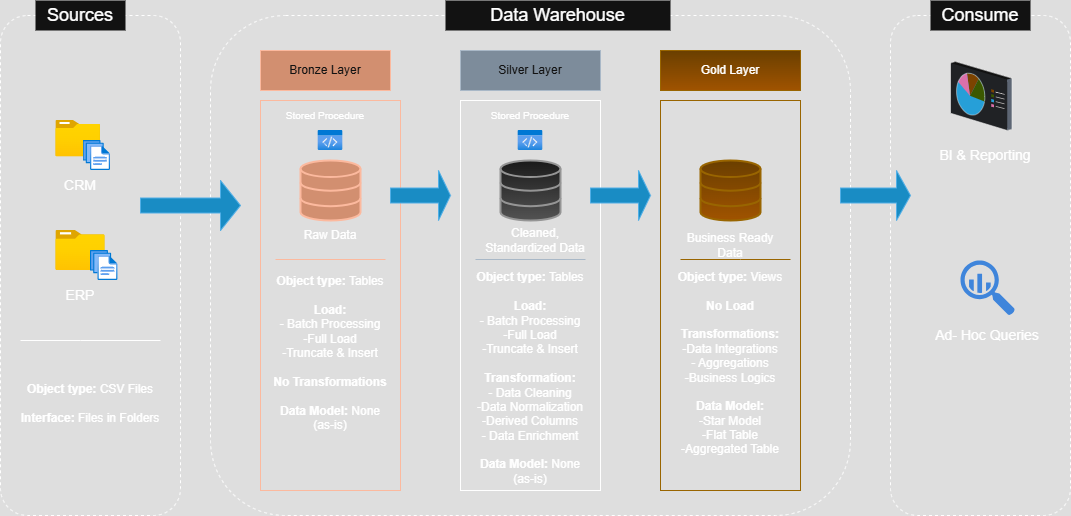 Sources
CRM
ERP
Object type: CSV Files
Interface: Files in Folders
Data Warehouse
Bronze Layer
Stored Procedure
Raw Data
Object type: Tables
Load:
- Batch Processing
-Full Load
-Truncate & Insert
No Transformations
Data Model: None
(as-is)
Silver Layer
Stored Procedure
Cleaned,
Standardized Data
Object type: Tables
Load:
- Batch Processing
-Full Load
-Truncate & Insert
Transformation:
- Data Cleaning
-Data Normalization
-Derived Columns
- Data Enrichment
Data Model: None
(as-is)
Gold Layer
Business Ready
Data
Object type: Views
No Load
Transformations:
-Data Integrations
- Aggregations
-Business Logics
Data Model:
-Star Model
-Flat Table
-Aggregated Table
Consume
BI & Reporting
Ad- Hoc Queries